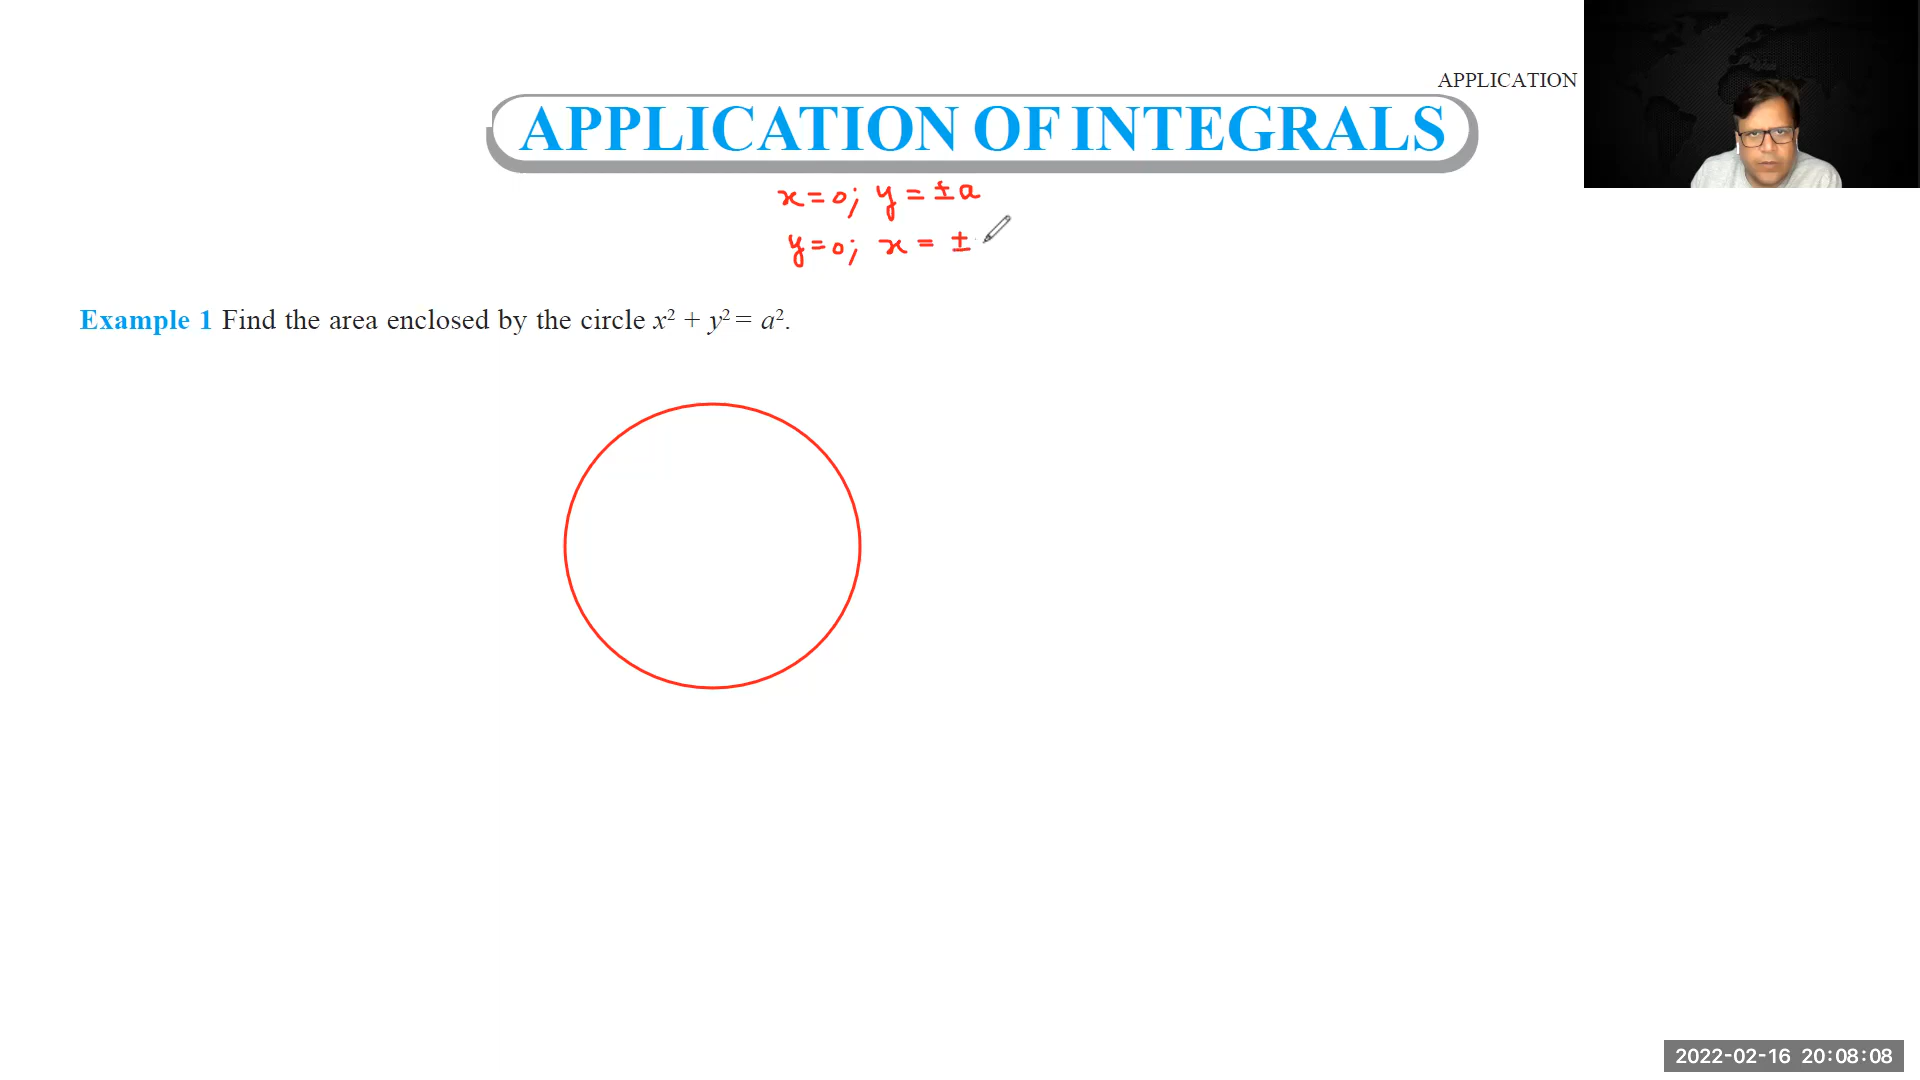 APPLICATION
APPLICATION OF INTEGRALS
x=0; y=±a
y=0; x=±
Example 1 Find the area enclosed by the circle x² + y² = a².
2022-02-16 20:08:08